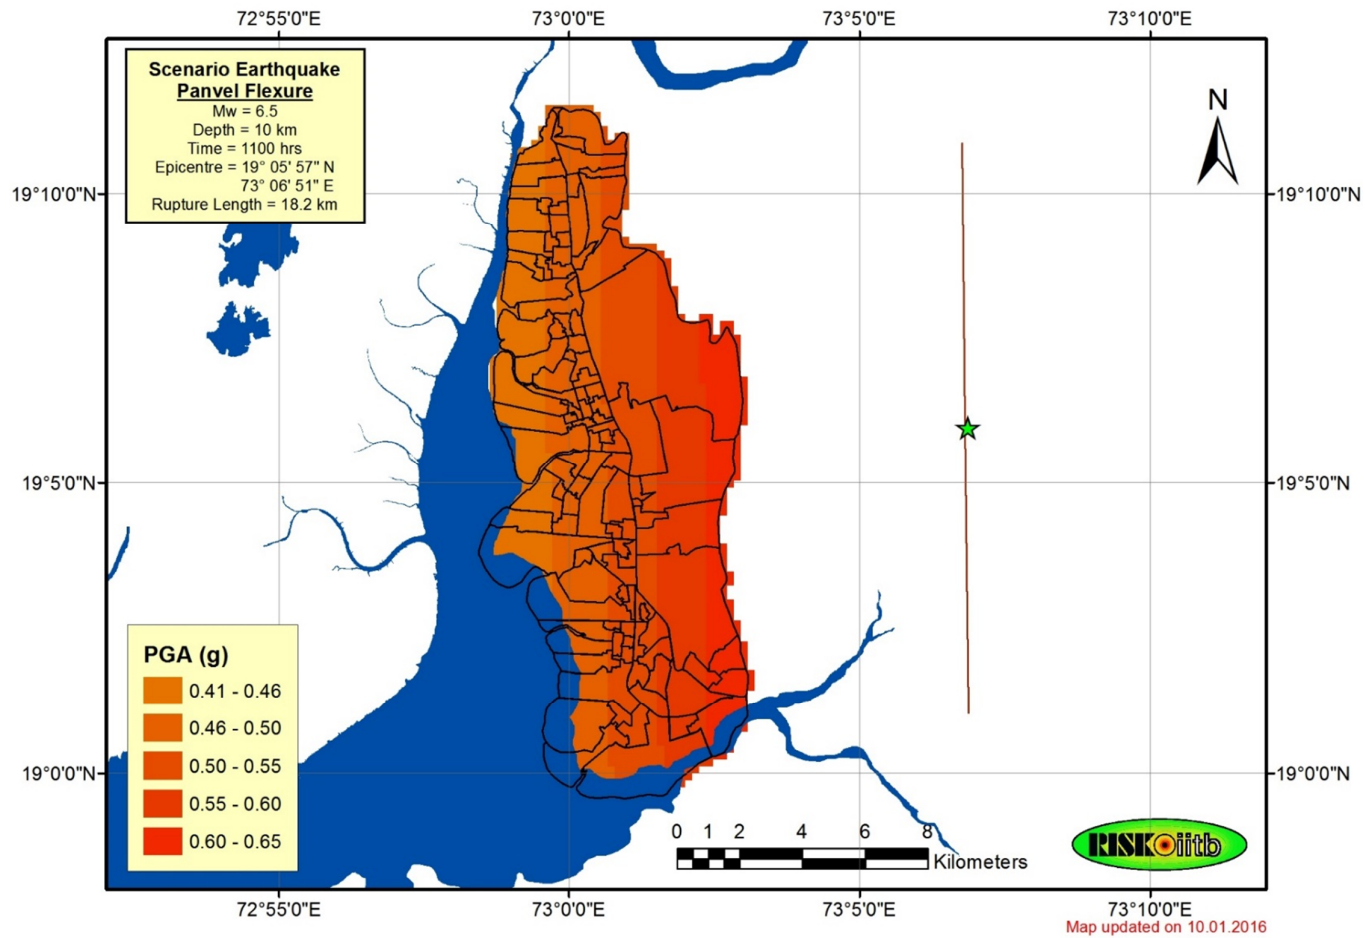 72°55'0"E 73°0'0"E 73°5'0"E 73°10'0"E
Scenario Earthquake
Panvel Flexure
Mw = 6.5
Depth = 10 km
Time = 1100 hrs
Epicentre = 19° 05' 57" N
73° 06' 51" E
Rupture Length = 18.2 km
N
19°10'0"N 19°10'0"N
19°5'0"N 19°5'0"N
PGA (g)
0.41 - 0.46
0.46 - 0.50
0.50 - 0.55
0.55 - 0.60
0.60 - 0.65
19°0'0"N 19°0'0"N
0 1 2 4 6 8
Kilometers
RISK iitb
72°55'0"E 73°0'0"E 73°5'0"E 73°10'0"E
Map updated on 10.01.2016